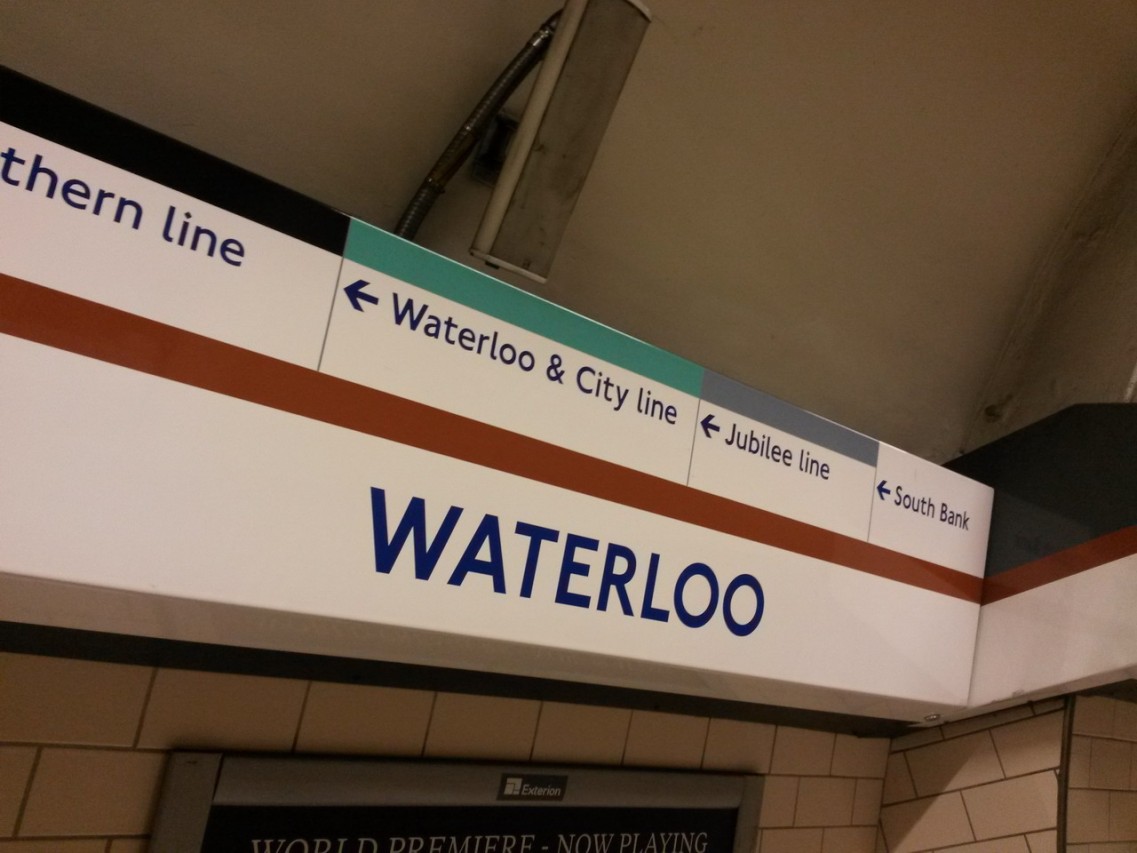 thern line
← Waterloo & City line
← Jubilee line
← South Bank
WATERLOO
Exterion
WORLD PREMIERE - NOW PLAYING